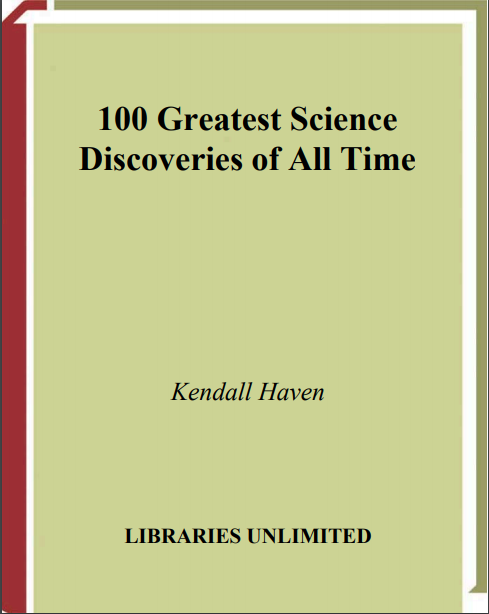 100 Greatest Science
Discoveries of All Time
Kendall Haven
LIBRARIES UNLIMITED